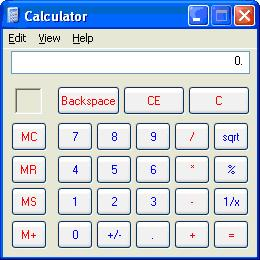 Calculator
Edit View Help
0.
Backspace CE C
MC 7 8 9 / sqrt
MR 4 5 6 * %
MS 1 2 3 - 1/x
M+ 0 +/- . + =